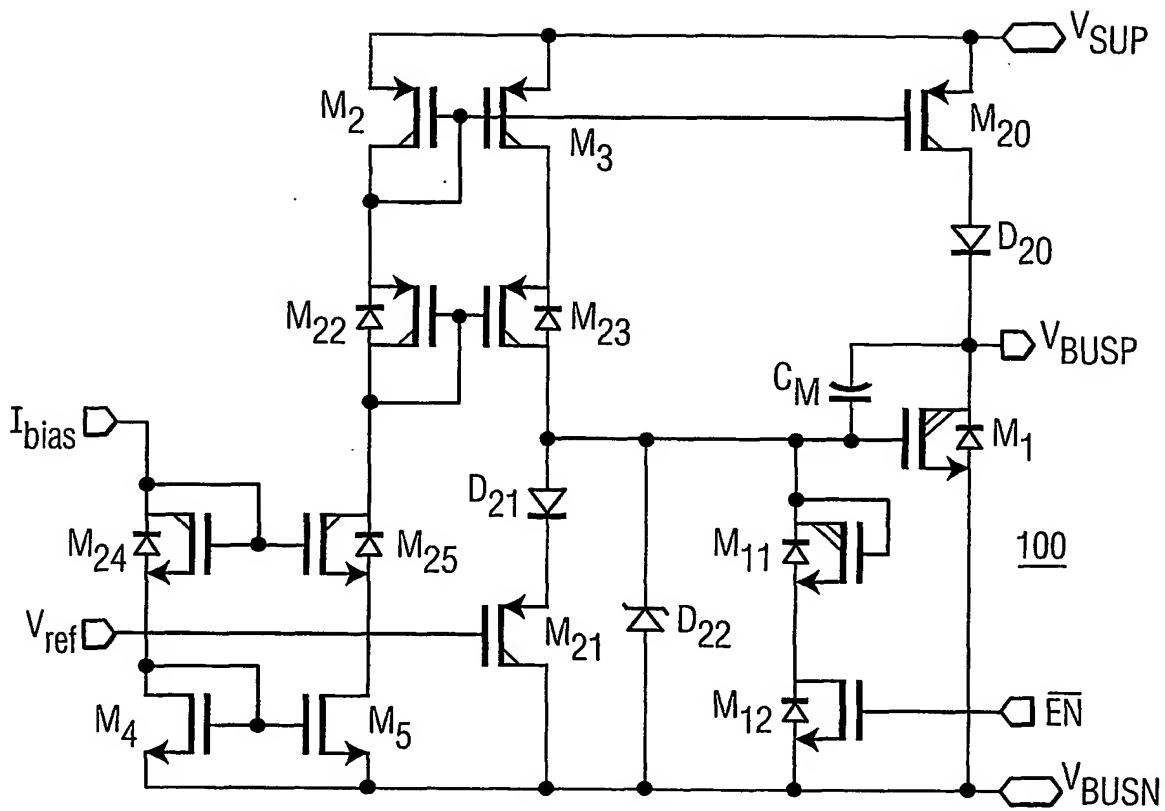 V_SUP
M_2
M_3
M_20
D_20
M_22
M_23
V_BUSP
C_M
I_bias
M_1
D_21
M_24
M_25
M_11
100
V_ref
M_21
D_22
M_4
M_5
M_12
E̅N̅
V_BUSN